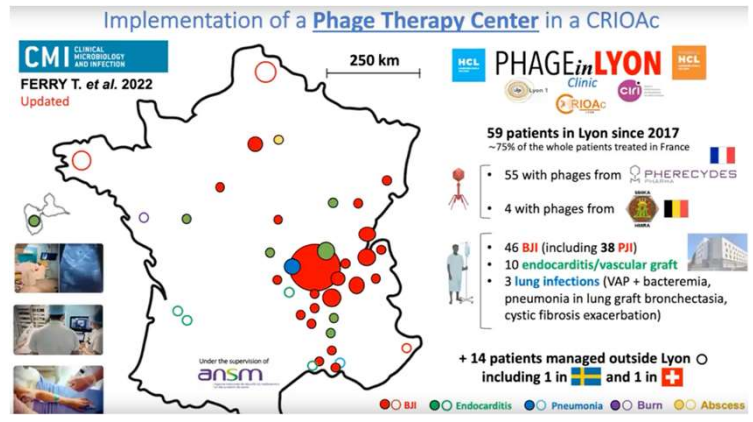 Implementation of a Phage Therapy Center in a CRIOAc
CMI CLINICAL MICROBIOLOGY AND INFECTION
FERRY T. et al. 2022
Updated
250 km
HCL
PHAGEinLYON
Clinic
HCL
Lyon 1
CRIOAc
ciri
59 patients in Lyon since 2017
~75% of the whole patients treated in France
• 55 with phages from PHERECYDES
PHARMA
• 4 with phages from
• 46 BJI (including 38 PJI)
• 10 endocarditis/vascular graft
• 3 lung infections (VAP + bacteremia,
pneumonia in lung graft bronchectasia,
cystic fibrosis exacerbation)
Under the supervision of
ansm
+ 14 patients managed outside Lyon
including 1 in and 1 in
BJI Endocarditis Pneumonia Burn Abscess